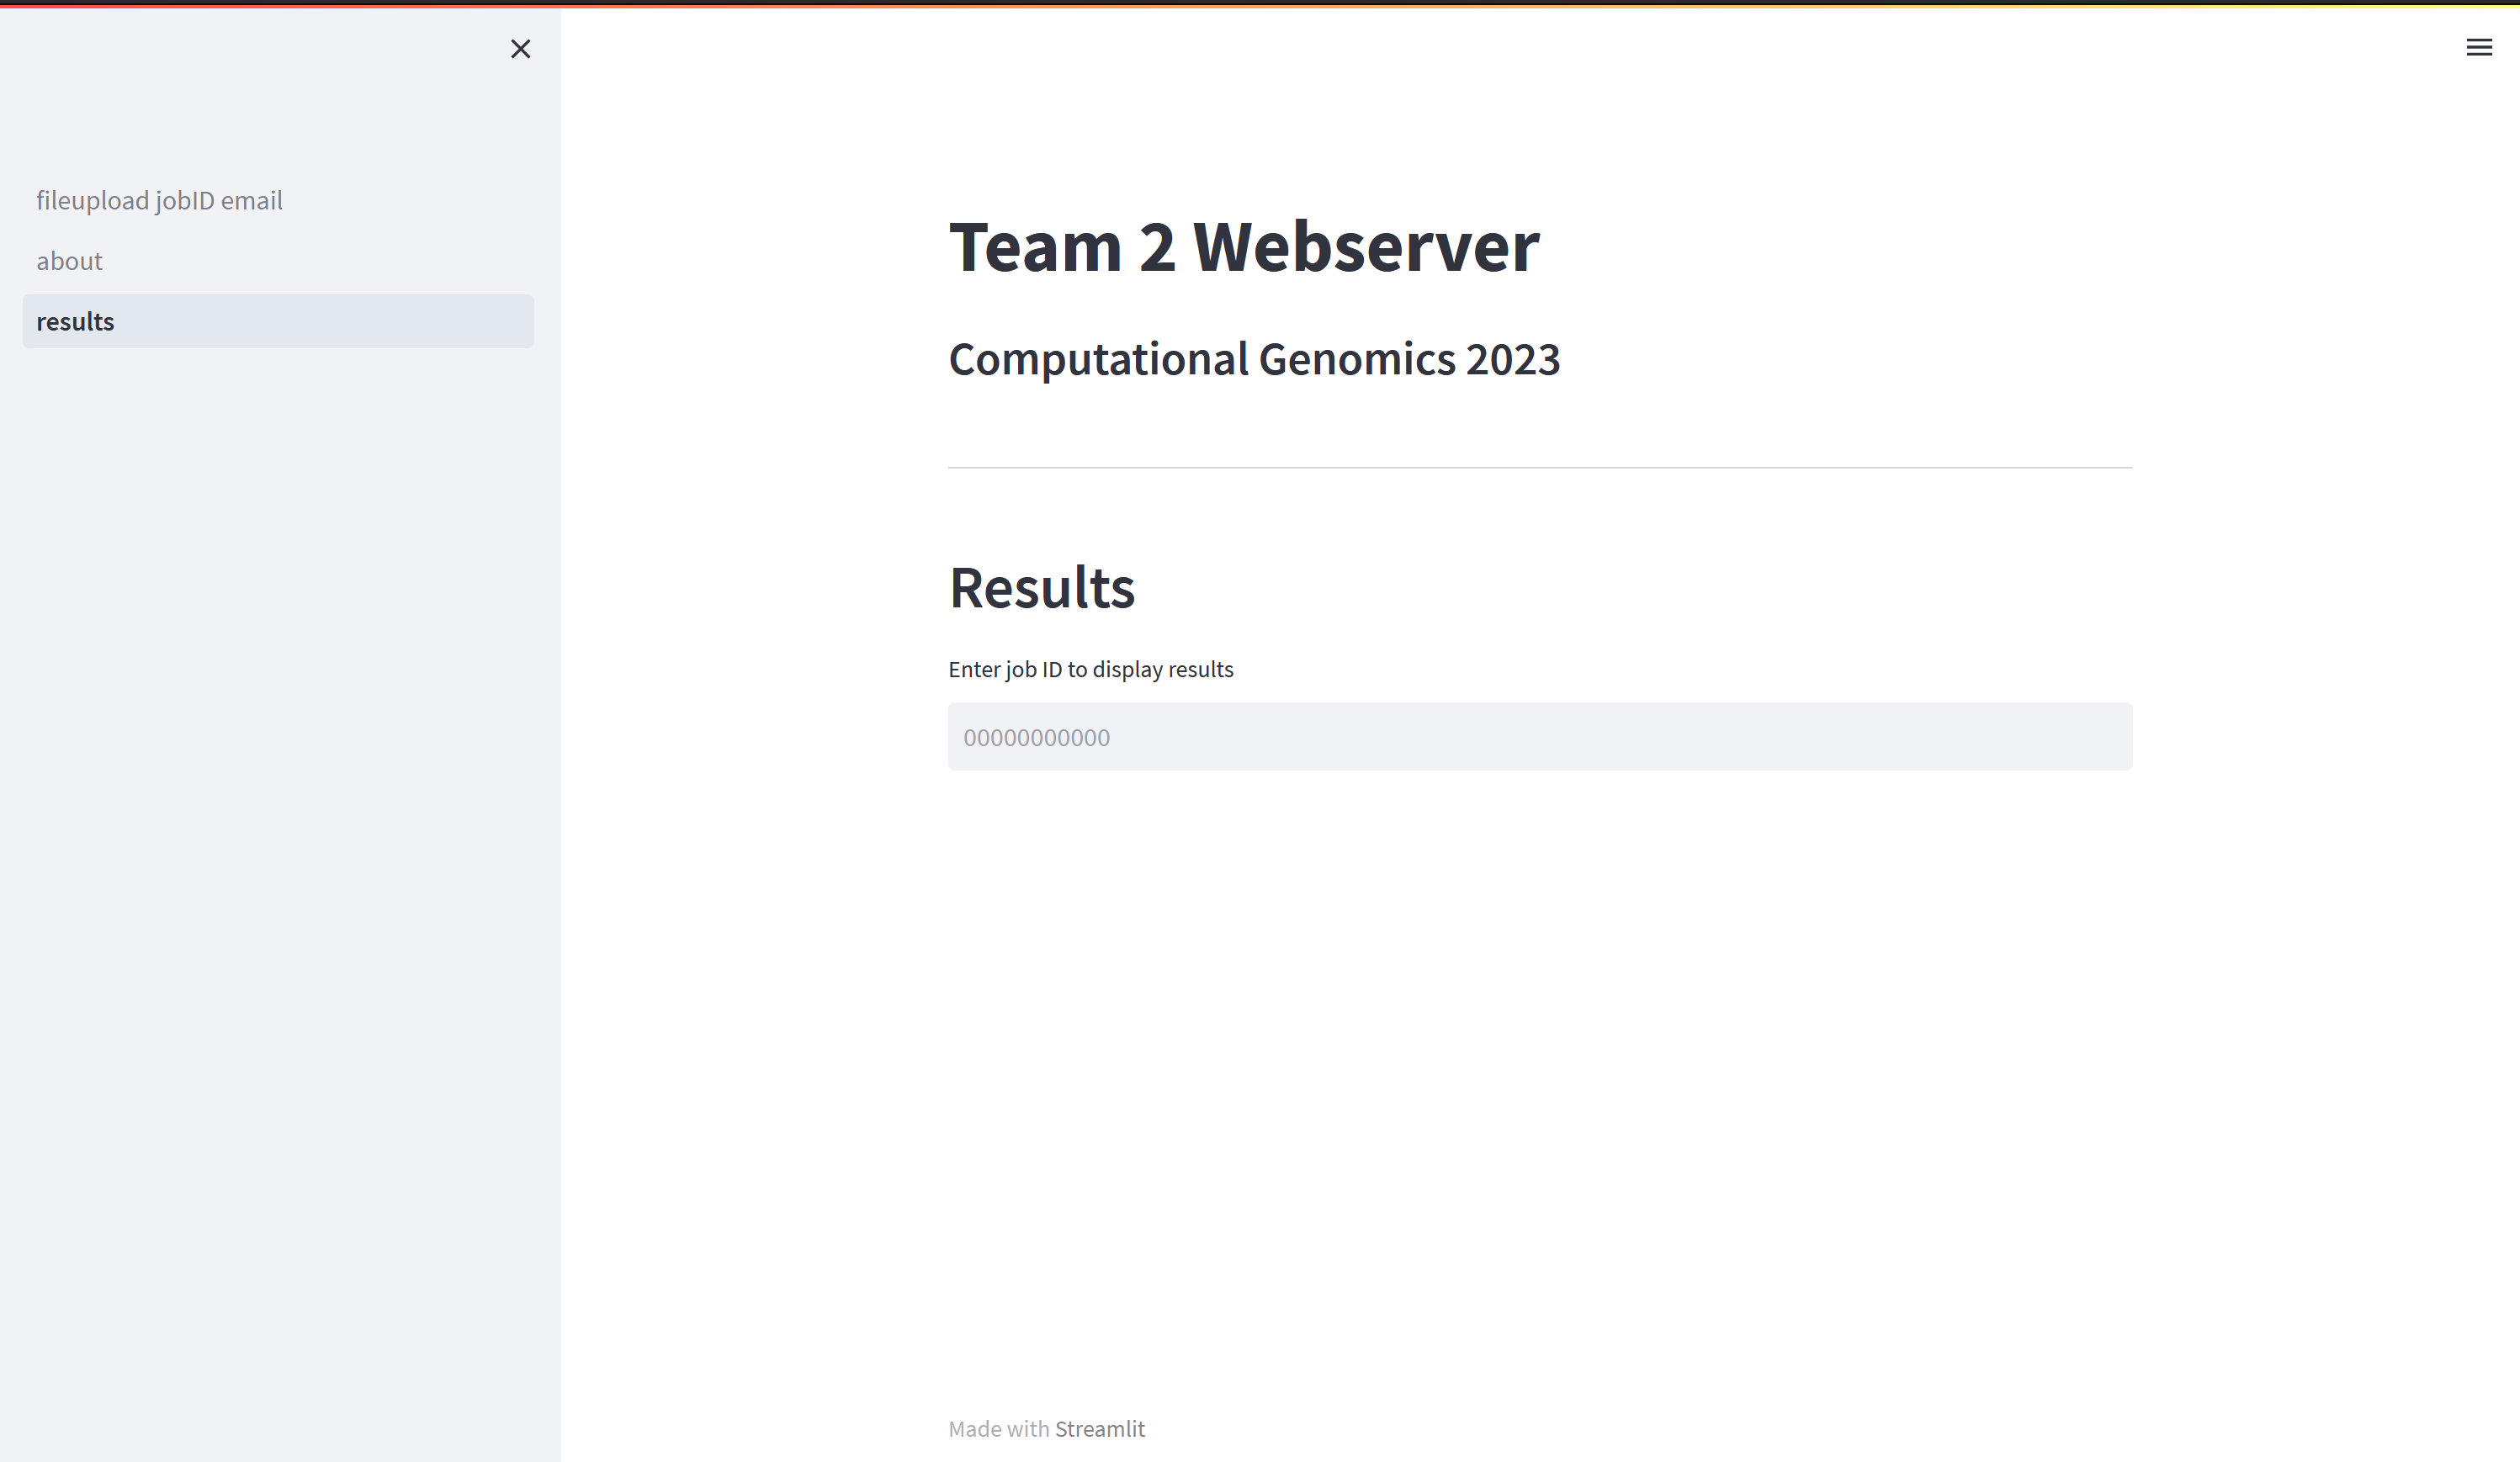 fileupload jobID email
about
results
Team 2 Webserver
Computational Genomics 2023
Results
Enter job ID to display results
00000000000
Made with Streamlit